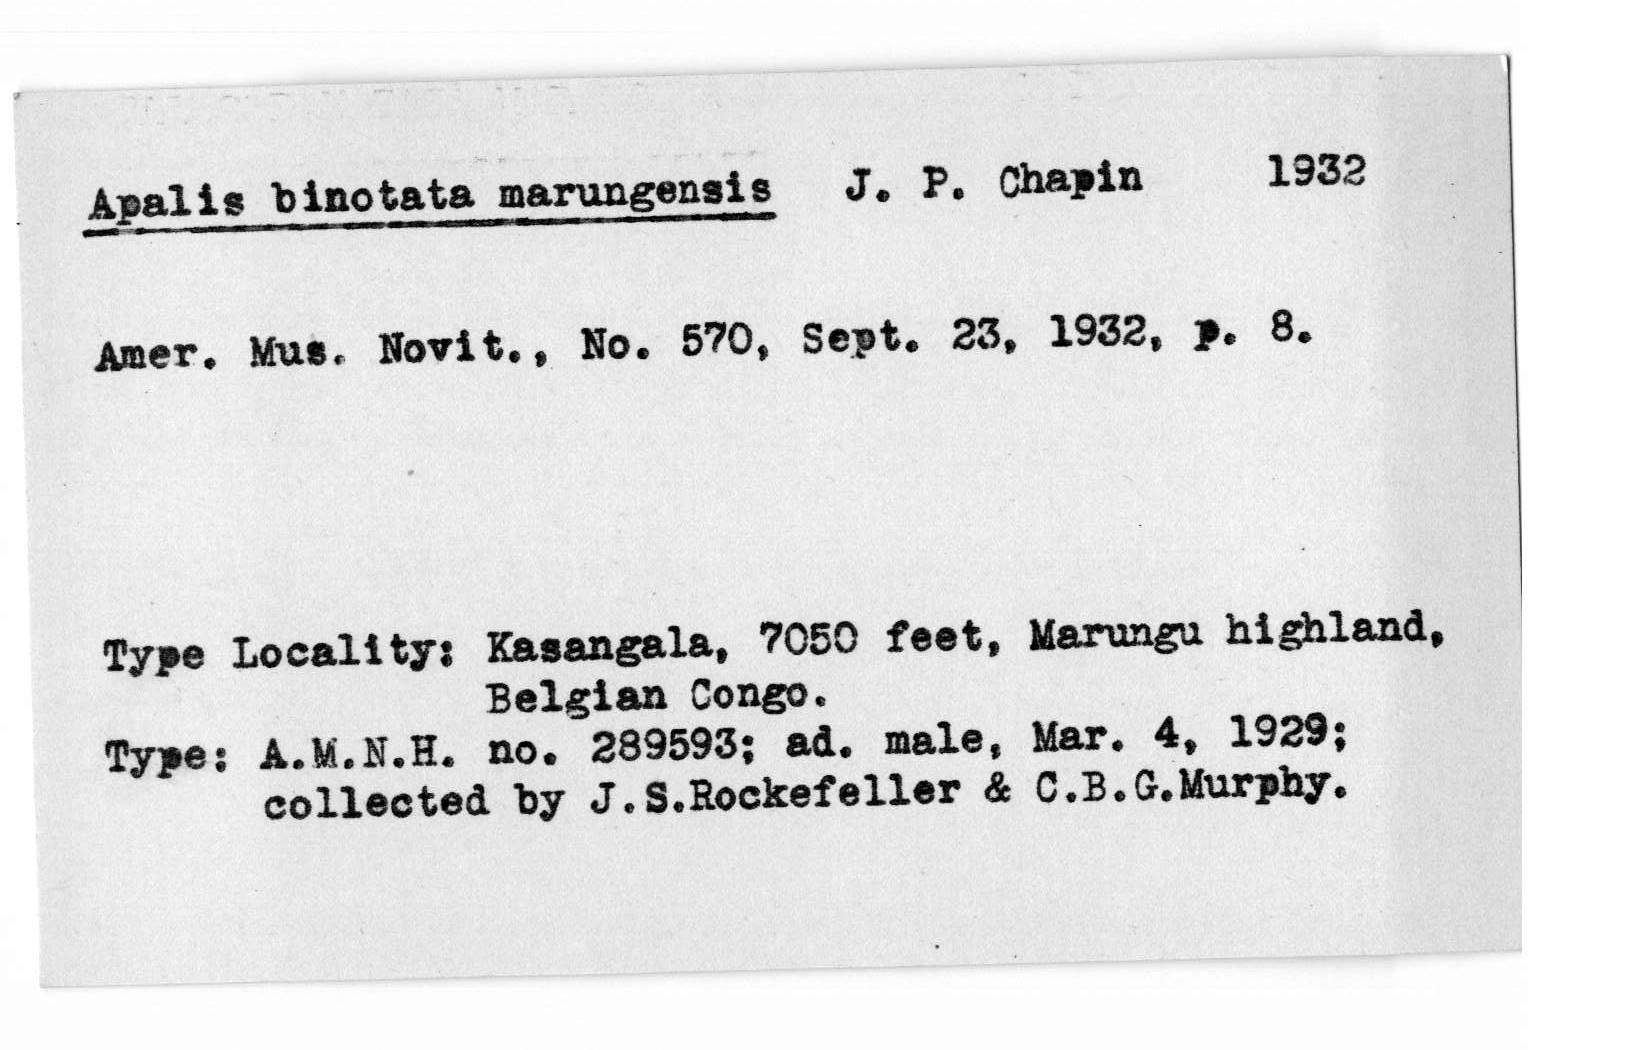 Apalis binotata marungensis J. P. Chapin 1932
Amer. Mus. Novit., No. 570, Sept. 23, 1932, p. 8.
Type Locality: Kasangala, 7050 feet, Marungu highland,
Belgian Congo.
Type: A.M.N.H. no. 289593; ad. male, Mar. 4, 1929;
collected by J.S.Rockefeller & C.B.G.Murphy.